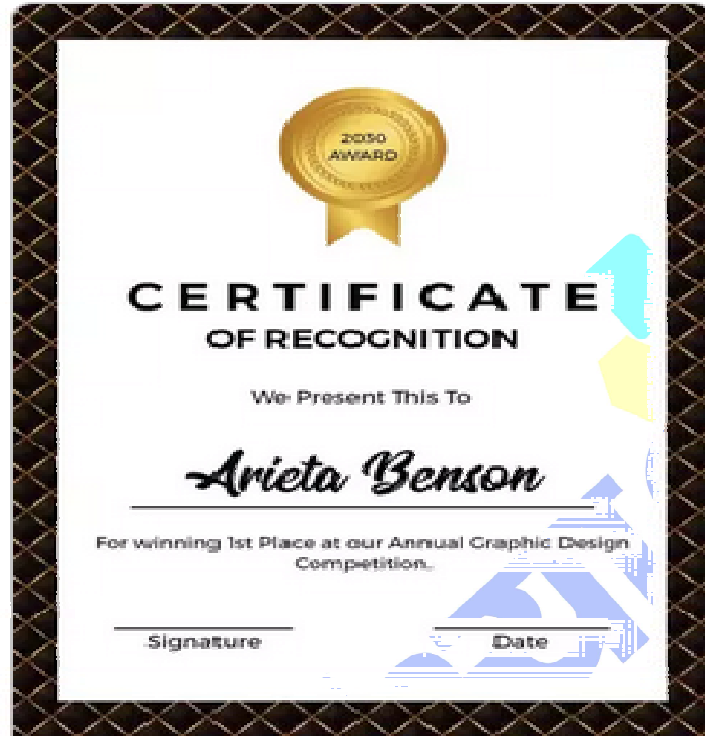 2030
AWARD
CERTIFICATE
OF RECOGNITION
We Present This To
Arieta Benson
For winning 1st Place at our Annual Graphic Design
Competition.
Signature
Date